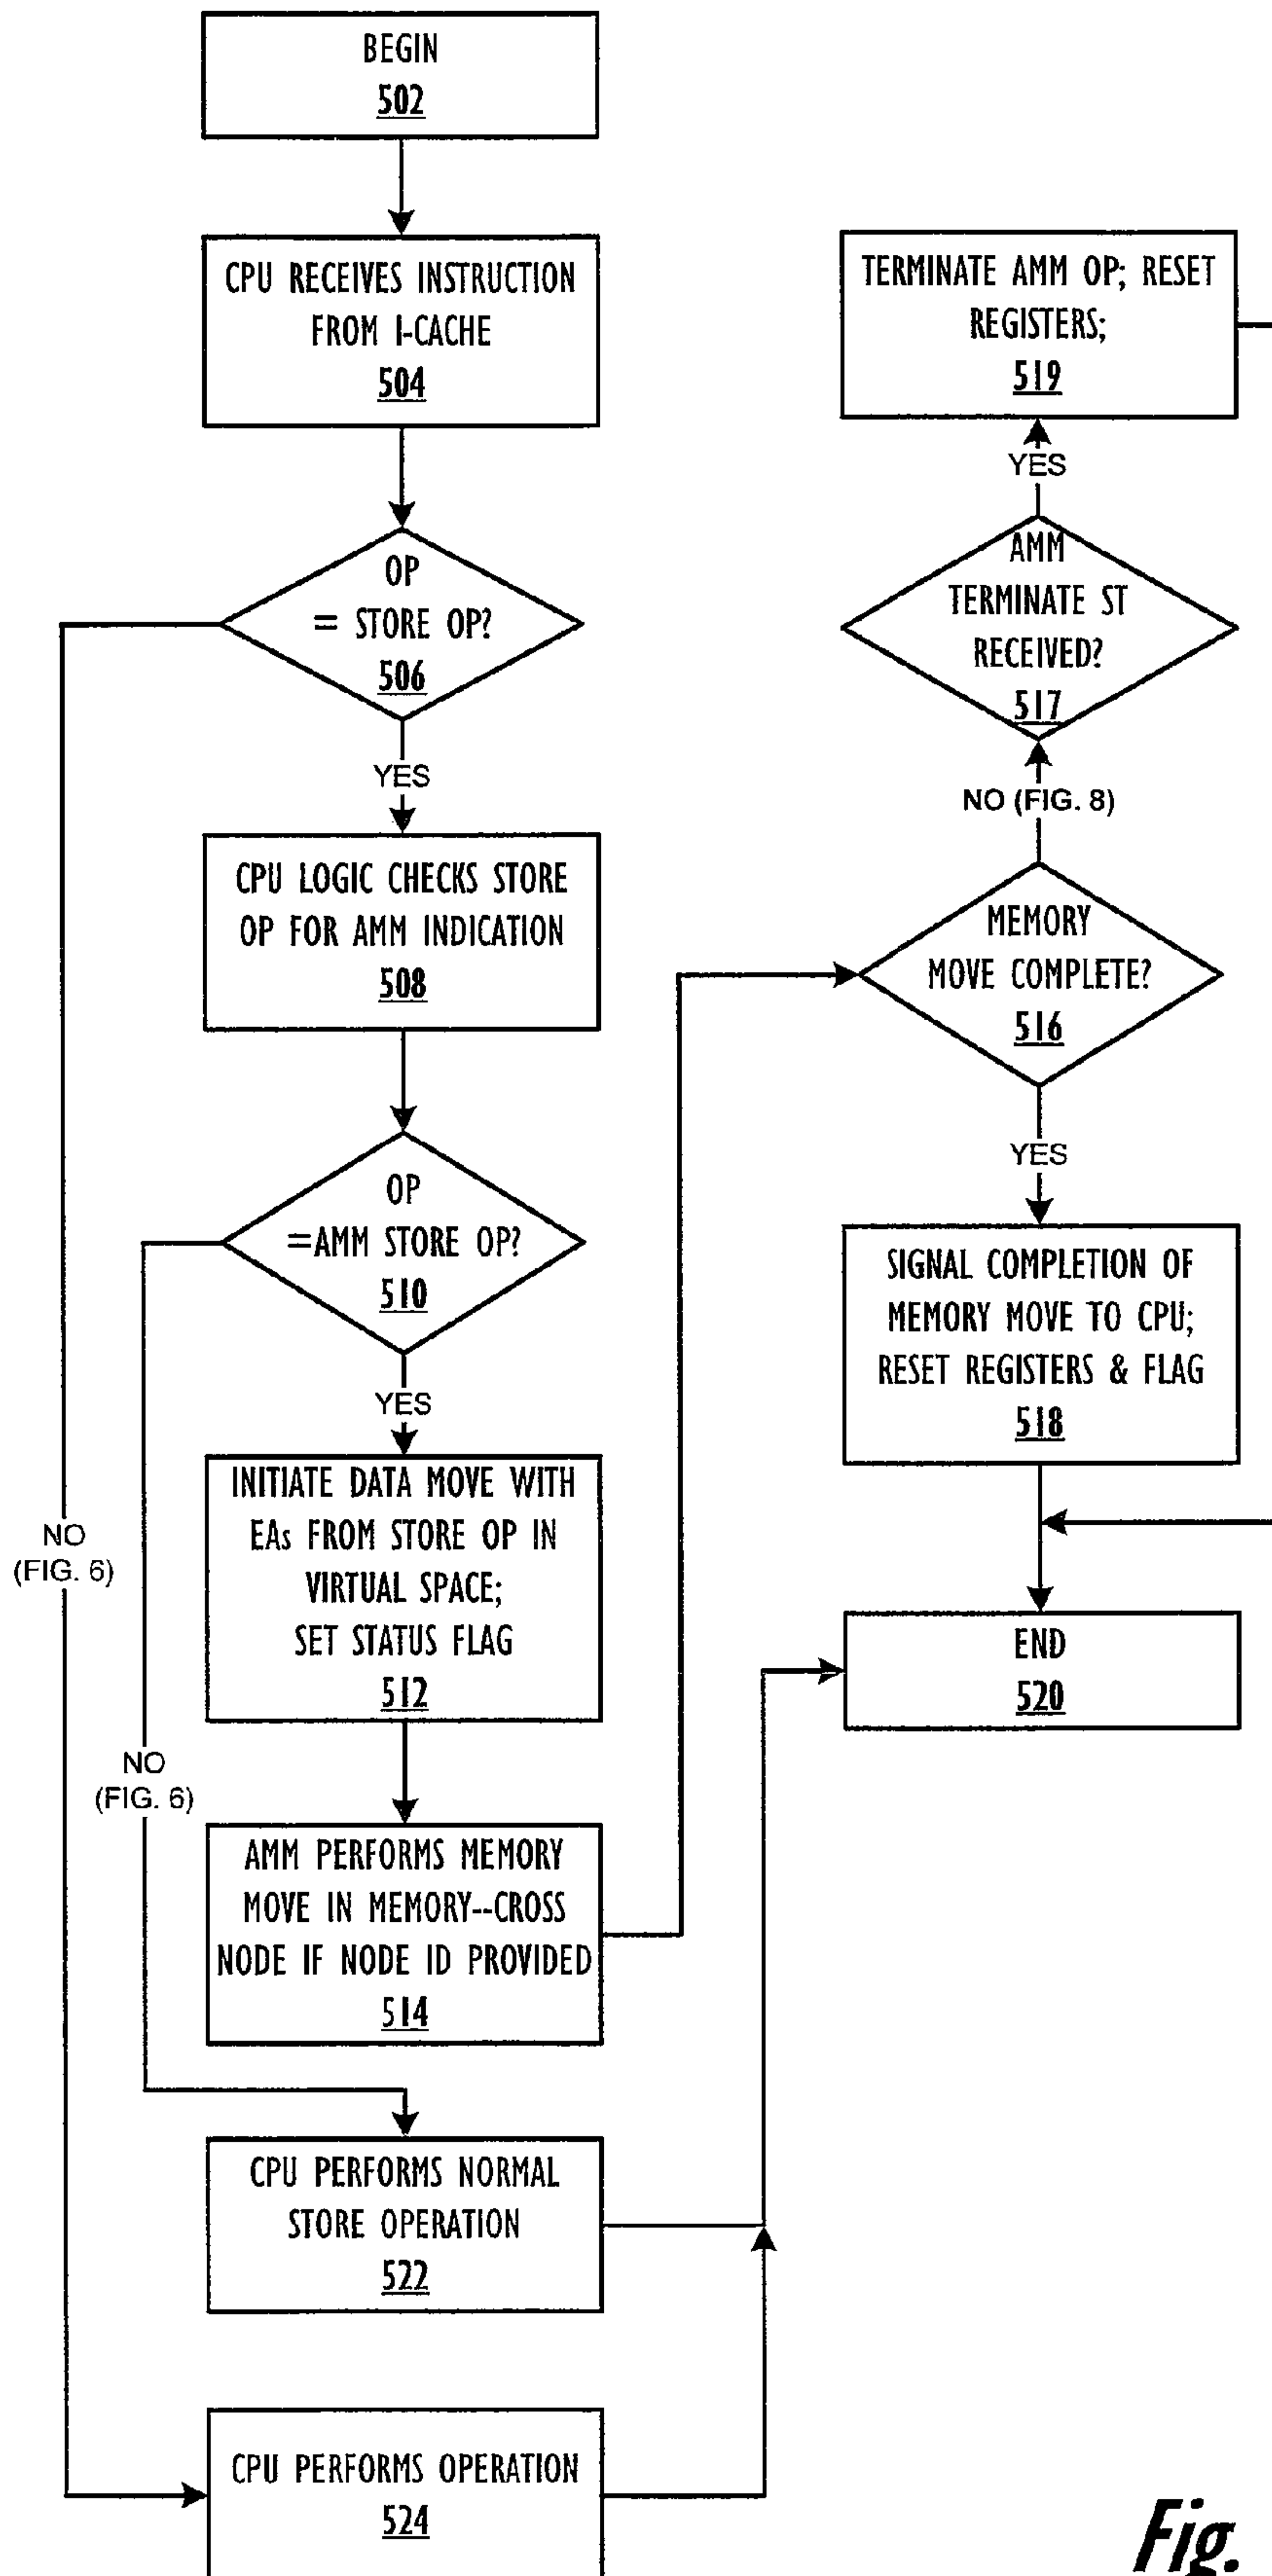 BEGIN
502
CPU RECEIVES INSTRUCTION
FROM I-CACHE
504
OP
= STORE OP?
506
YES
CPU LOGIC CHECKS STORE
OP FOR AMM INDICATION
508
OP
=AMM STORE OP?
510
YES
INITIATE DATA MOVE WITH
EAs FROM STORE OP IN
VIRTUAL SPACE;
SET STATUS FLAG
512
NO
(FIG. 6)
NO
(FIG. 6)
AMM PERFORMS MEMORY
MOVE IN MEMORY--CROSS
NODE IF NODE ID PROVIDED
514
CPU PERFORMS NORMAL
STORE OPERATION
522
CPU PERFORMS OPERATION
524
TERMINATE AMM OP; RESET
REGISTERS;
519
YES
AMM
TERMINATE ST
RECEIVED?
517
NO (FIG. 8)
MEMORY
MOVE COMPLETE?
516
YES
SIGNAL COMPLETION OF
MEMORY MOVE TO CPU;
RESET REGISTERS & FLAG
518
END
520
Fig.